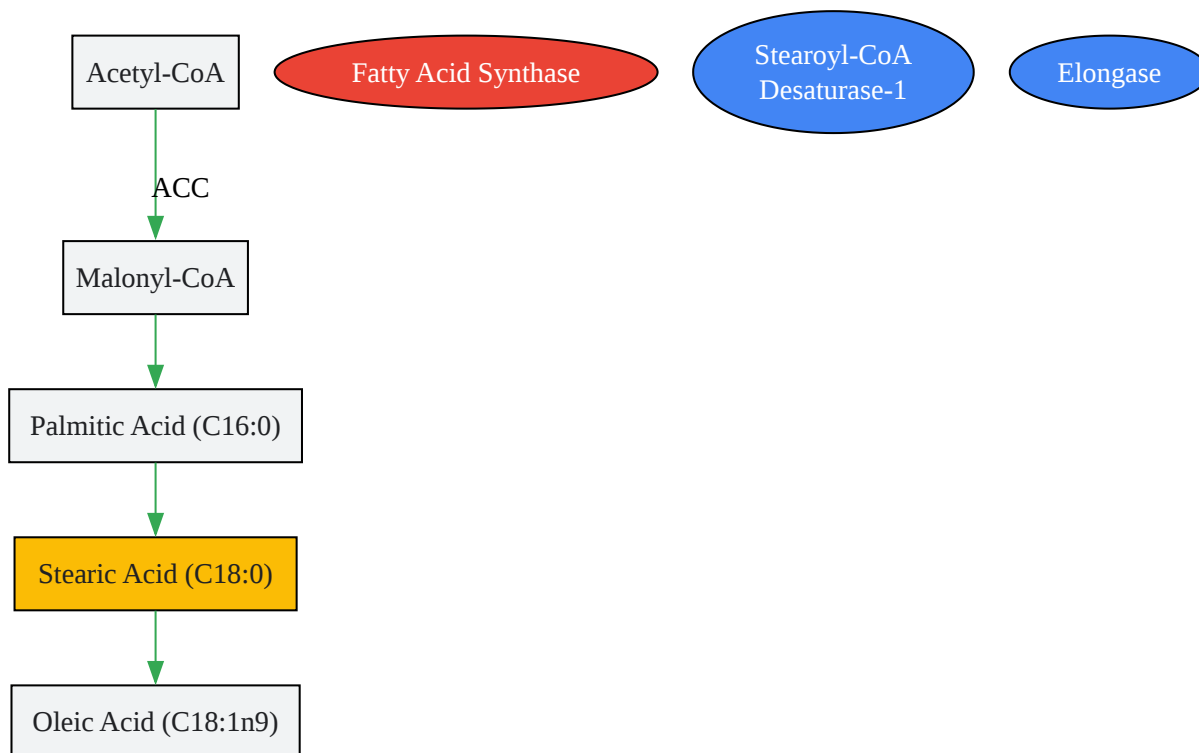 Acetyl-CoA
Fatty Acid Synthase
Stearoyl-CoA
Desaturase-1
Elongase
ACC
Malonyl-CoA
Palmitic Acid (C16:0)
Stearic Acid (C18:0)
Oleic Acid (C18:1n9)